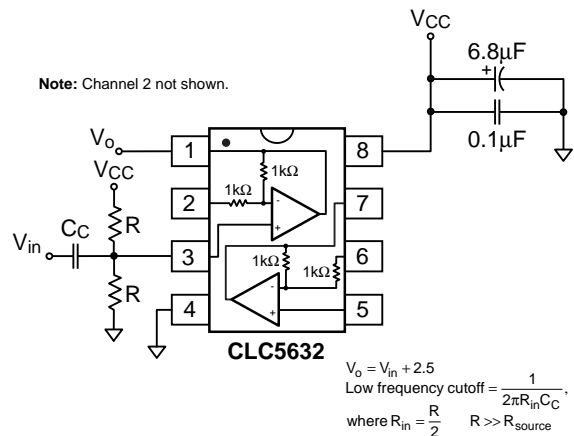 VCC
6.8µF
+
0.1µF
Note: Channel 2 not shown.
Vo
VCC
R
CC
Vin
R
1
2
3
4
8
7
6
5
1kΩ
1kΩ
-
+
1kΩ
1kΩ
-
+
CLC5632
Vo = Vin + 2.5
Low frequency cutoff = 1 / 2πRinCC ,
where Rin = R / 2 R >> Rsource